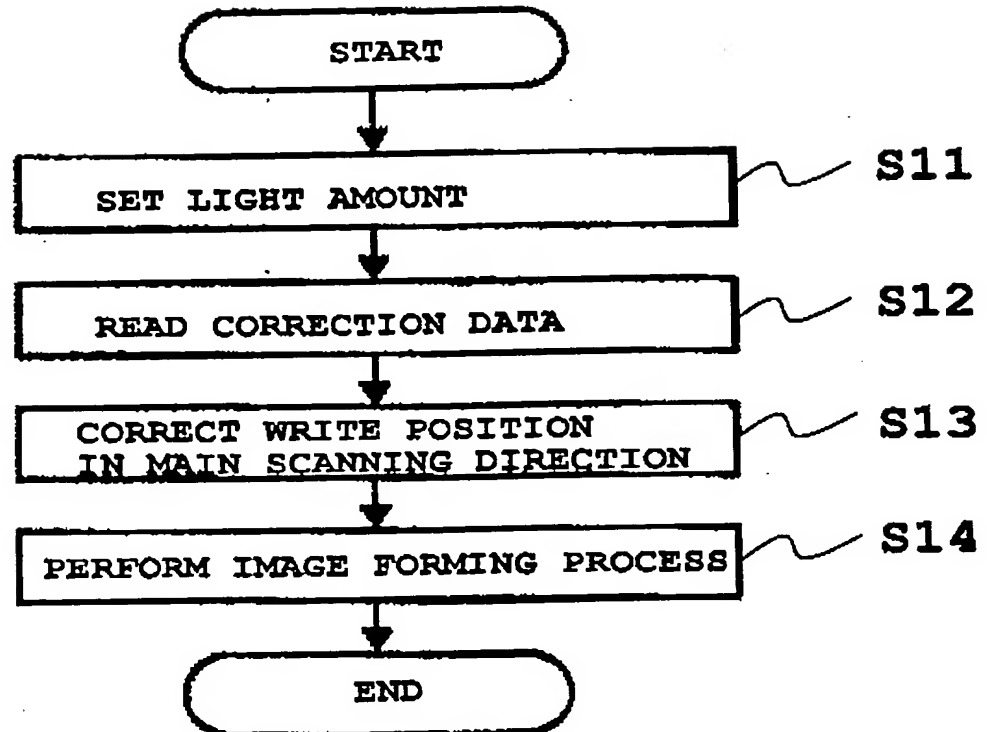 START
SET LIGHT AMOUNT
S11
READ CORRECTION DATA
S12
CORRECT WRITE POSITION
IN MAIN SCANNING DIRECTION
S13
PERFORM IMAGE FORMING PROCESS
S14
END